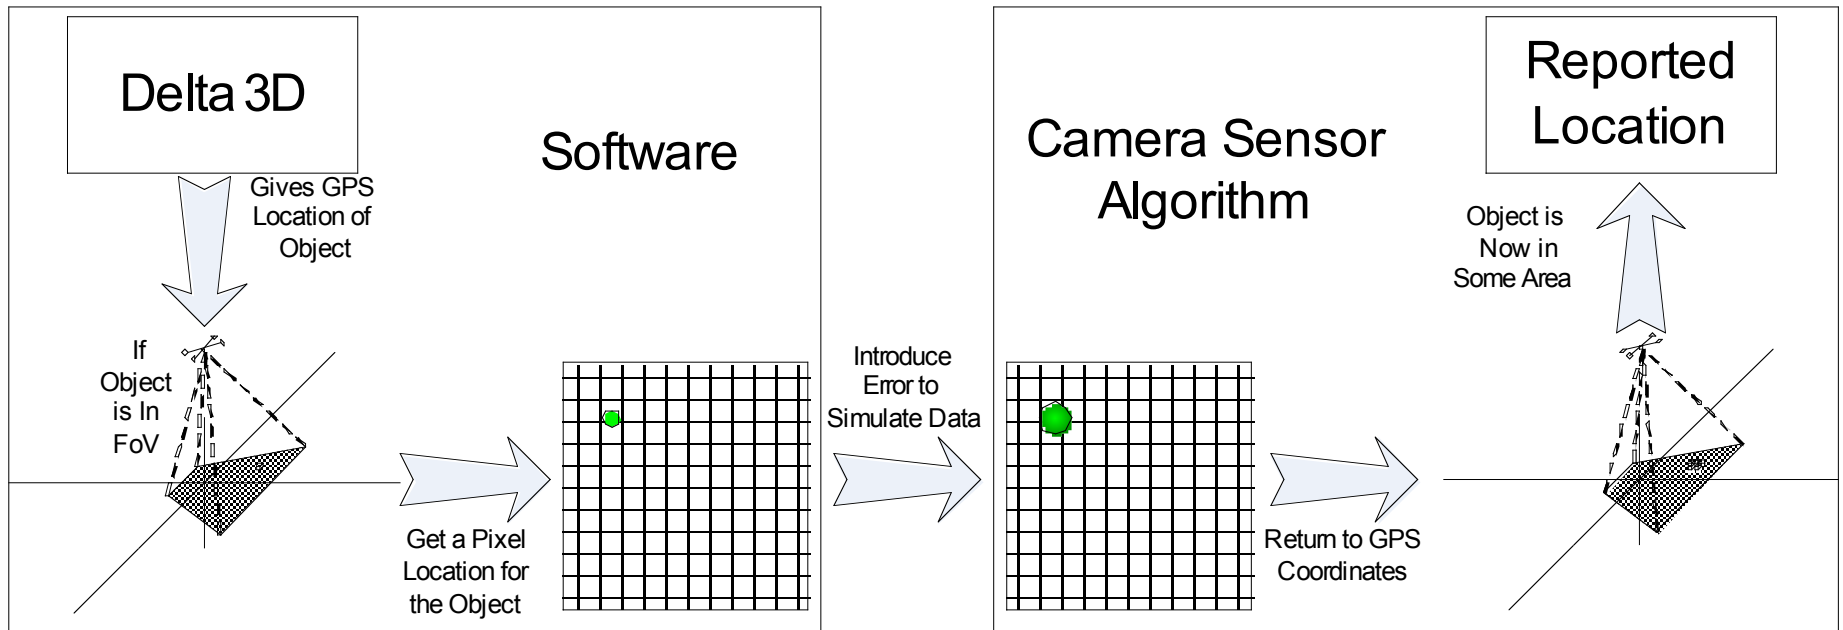 Delta 3D
Software
Gives GPS
Location of
Object
If
Object
is In
FoV
Get a Pixel
Location for
the Object
Introduce
Error to
Simulate Data
Camera Sensor
Algorithm
Return to GPS
Coordinates
Object is
Now in
Some Area
Reported
Location